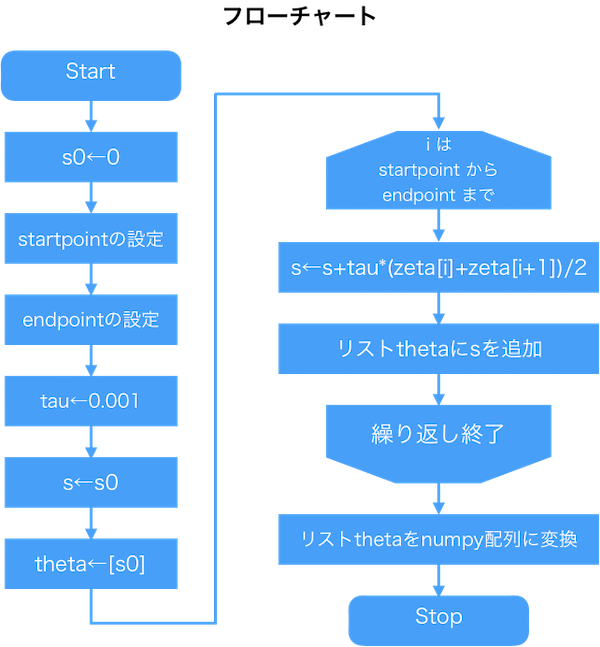 フローチャート
Start
s0←0
startpointの設定
endpointの設定
tau←0.001
s←s0
theta←[s0]
i は
startpoint から
endpoint まで
s←s+tau*(zeta[i]+zeta[i+1])/2
リストthetaにsを追加
繰り返し終了
リストthetaをnumpy配列に変換
Stop